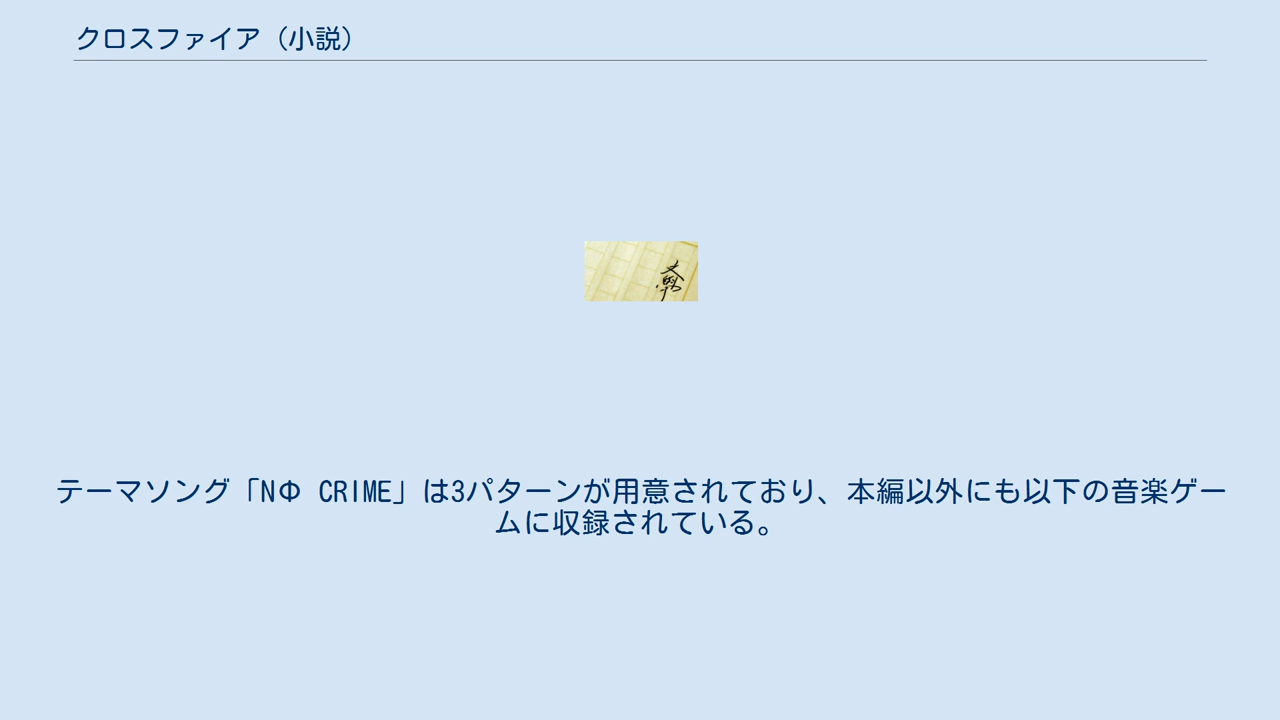 クロスファイア（小説）
テーマソング「NΦ CRIME」は3パターンが用意されており、本編以外にも以下の音楽ゲー
ムに収録されている。